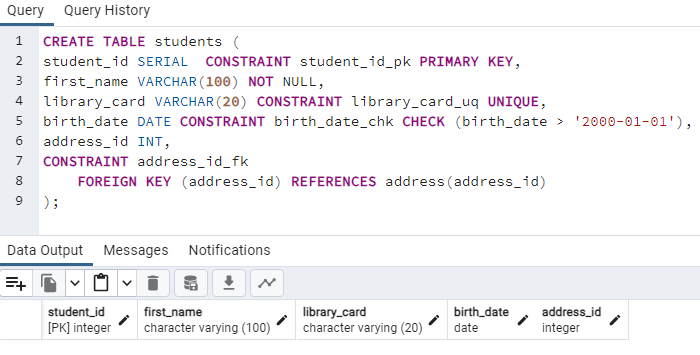 Query Query History
1 CREATE TABLE students (
2 student_id SERIAL  CONSTRAINT student_id_pk PRIMARY KEY,
3 first_name VARCHAR(100) NOT NULL,
4 library_card VARCHAR(20) CONSTRAINT library_card_uq UNIQUE,
5 birth_date DATE CONSTRAINT birth_date_chk CHECK (birth_date > '2000-01-01'),
6 address_id INT,
7 CONSTRAINT address_id_fk
8     FOREIGN KEY (address_id) REFERENCES address(address_id)
9 );
Data Output Messages Notifications
student_id first_name library_card birth_date address_id
[PK] integer character varying (100) character varying (20) date integer